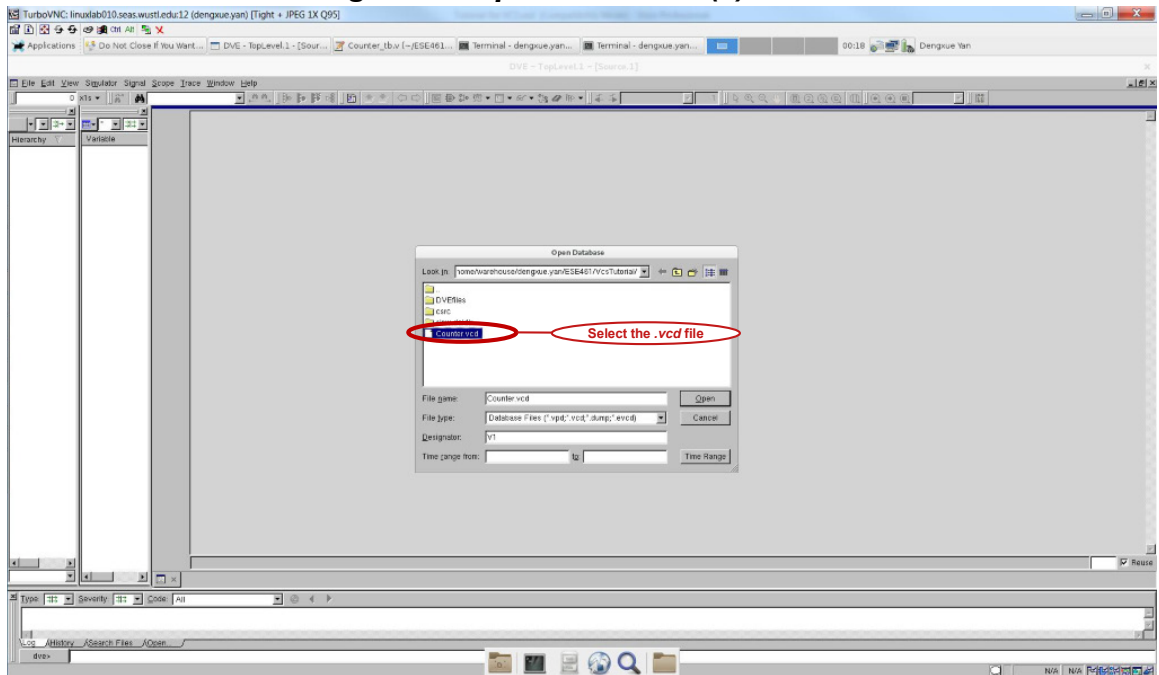 TurboVNC: linuxlab010.seas.wustl.edu:12 (dengxue.yan) [Tight + JPEG 1X Q95]
Ctrl Alt
Applications Do Not Close If You Want... DVE - TopLevel.1 - [Sour... Counter_tb.v (~/ESE461... Terminal - dengxue.yan... Terminal - dengxue.yan... 00:18 Dengxue Yan
DVE - TopLevel.1 - [Source.1]
File Edit View Simulator Signal Scope Trace Window Help
0 x1s
Hierarchy Variable
Open Database
Look in: home/warehouse/dengxue.yan/ESE461/VcsTutorial/
..
DVEfiles
csrc
Counter.vcd
Select the .vcd file
File name: Counter.vcd Open
File type: Database Files (*.vpd;*.vcd;*.dump;*.evcd) Cancel
Designator: V1
Time range from: to Time Range
Reuse
Type: Severity: Code: All
Log History Search Files Open...
dve>
N/A N/A